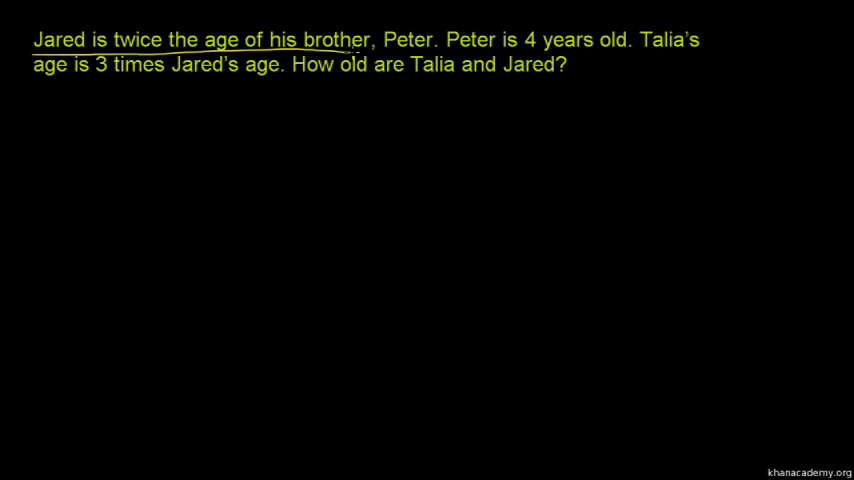 Jared is twice the age of his brother, Peter. Peter is 4 years old. Talia’s
age is 3 times Jared’s age. How old are Talia and Jared?
khanacademy.org